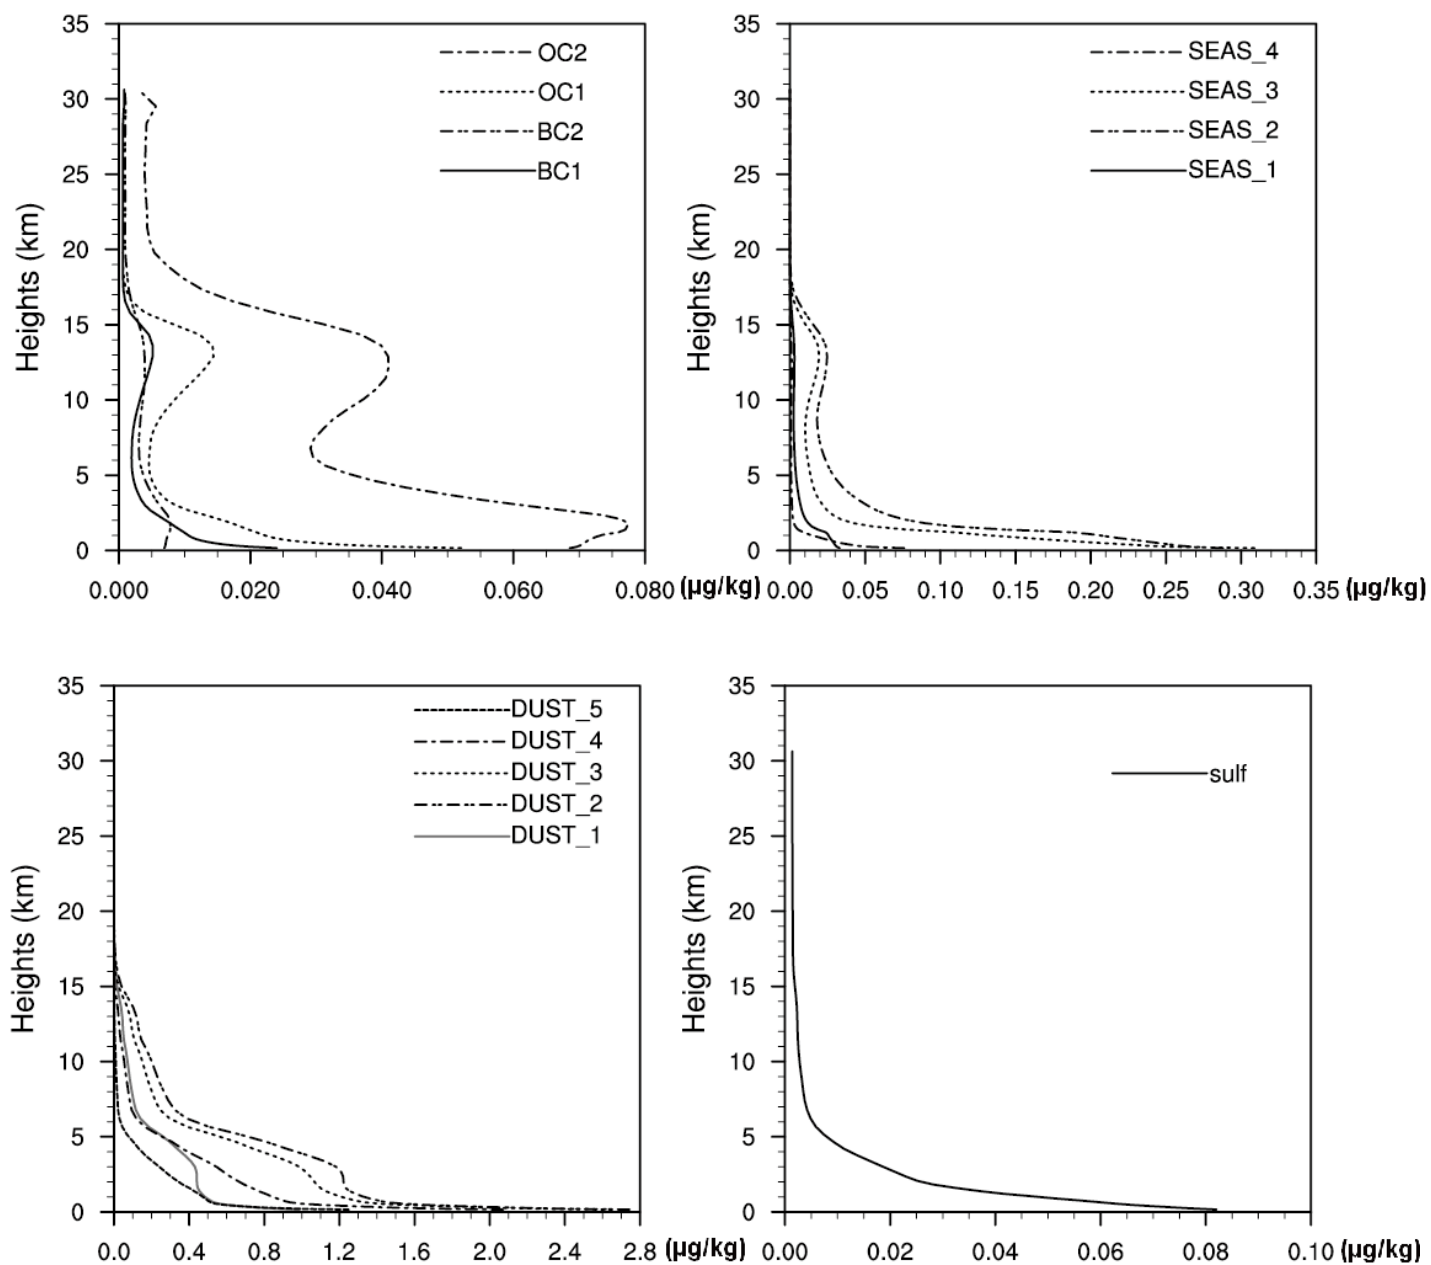 35
30
25
20
15
10
5
0
Heights (km)
OC2
OC1
BC2
BC1
0.000 0.020 0.040 0.060 0.080 (µg/kg)
35
30
25
20
15
10
5
0
Heights (km)
SEAS_4
SEAS_3
SEAS_2
SEAS_1
0.00 0.05 0.10 0.15 0.20 0.25 0.30 0.35 (µg/kg)
35
30
25
20
15
10
5
0
Heights (km)
DUST_5
DUST_4
DUST_3
DUST_2
DUST_1
0.0 0.4 0.8 1.2 1.6 2.0 2.4 2.8 (µg/kg)
35
30
25
20
15
10
5
0
Heights (km)
sulf
0.00 0.02 0.04 0.06 0.08 0.10 (µg/kg)